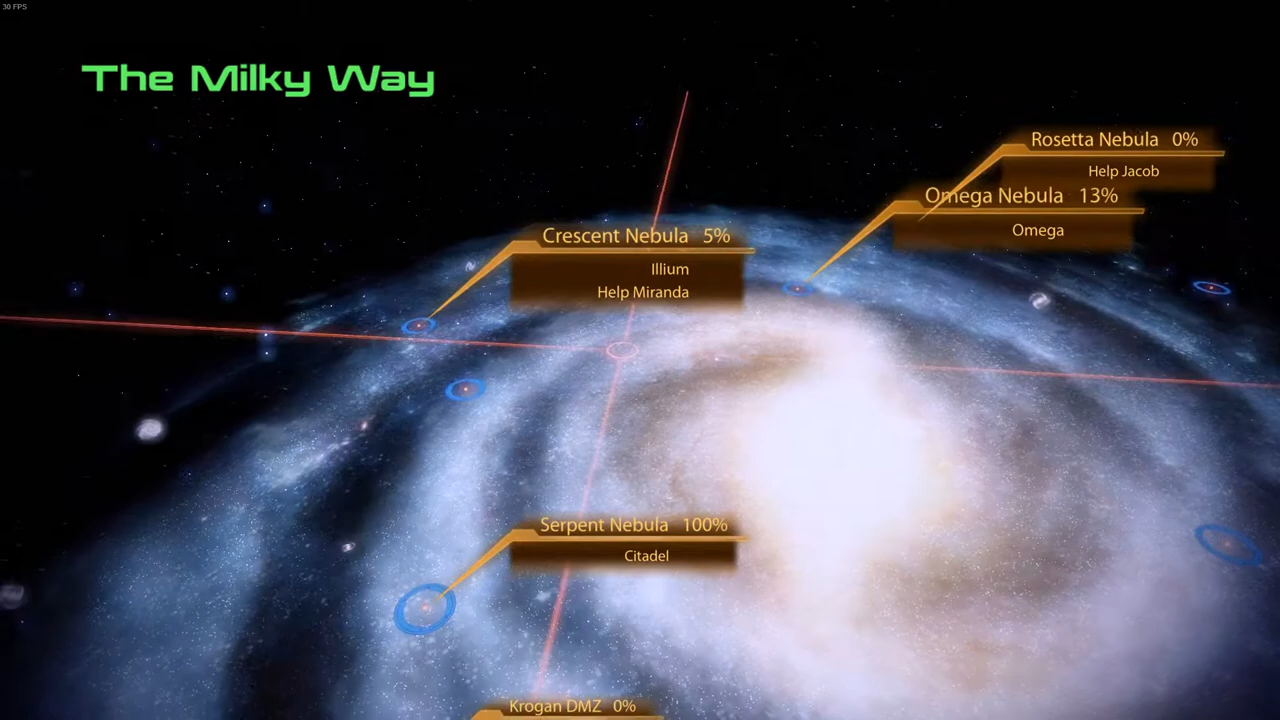 30 FPS
The Milky Way
Rosetta Nebula 0%
Help Jacob
Omega Nebula 13%
Omega
Crescent Nebula 5%
Illium
Help Miranda
Serpent Nebula 100%
Citadel
Krogan DMZ 0%